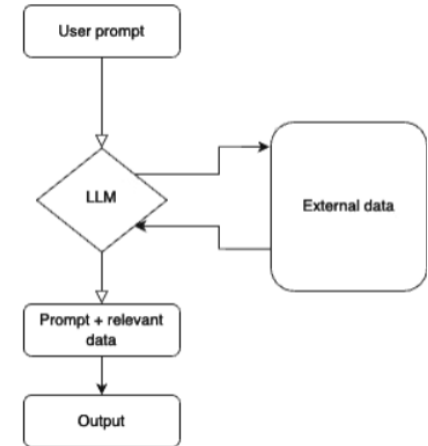 User prompt
LLM
External data
Prompt + relevant
data
Output